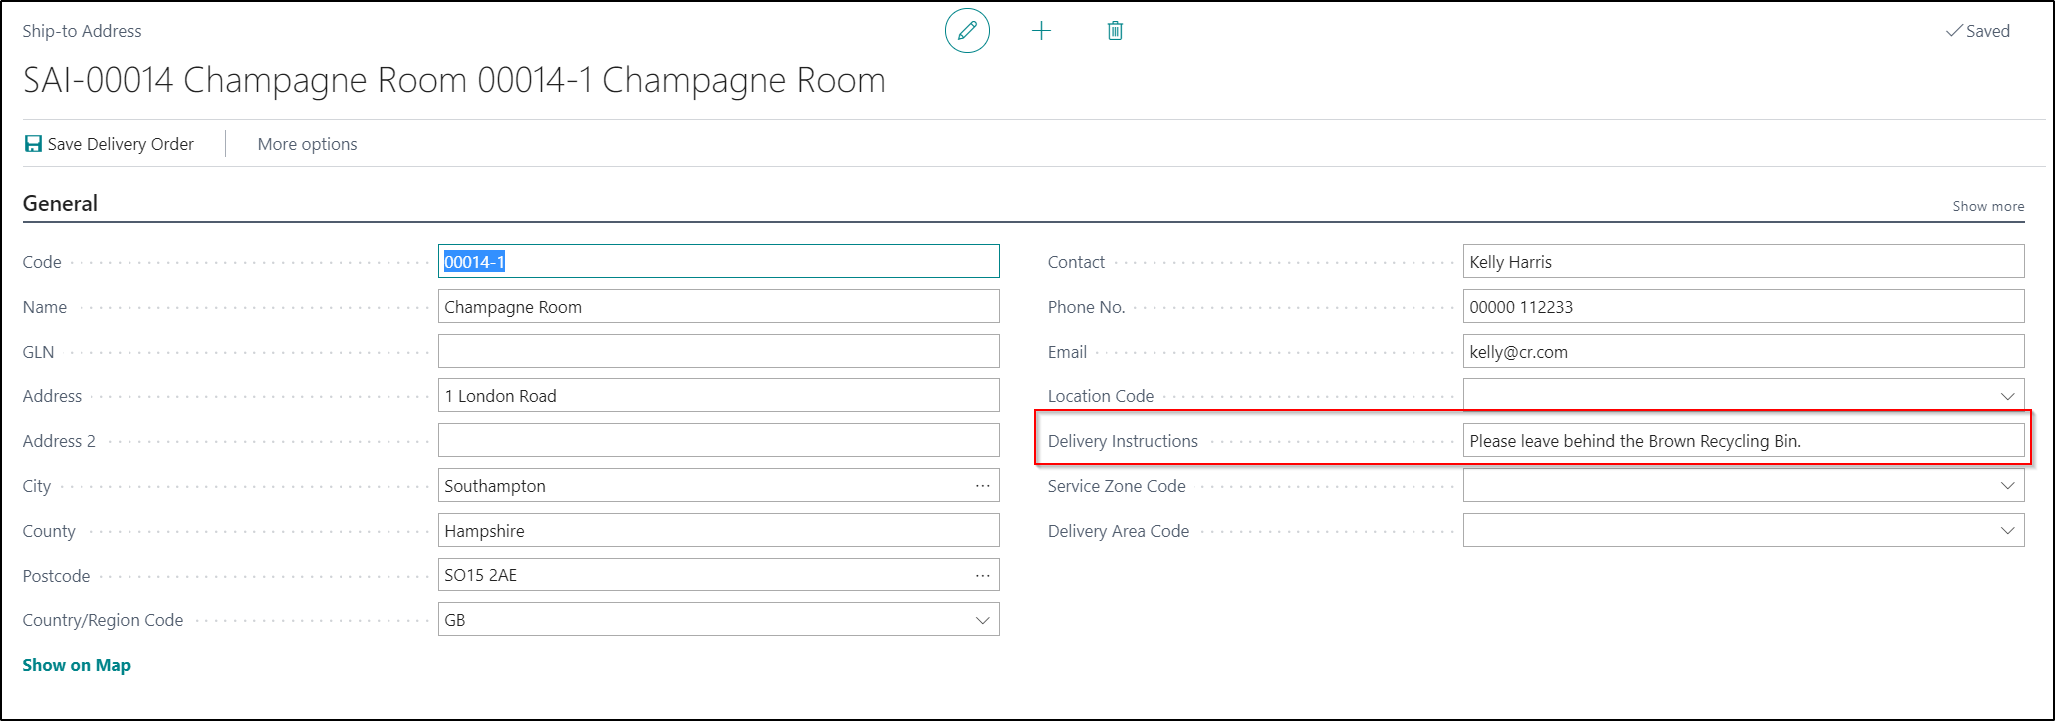 Ship-to Address
Saved
SAI-00014 Champagne Room 00014-1 Champagne Room
Save Delivery Order
More options
General
Show more
Code
00014-1
Name
Champagne Room
GLN
Address
1 London Road
Address 2
City
Southampton
County
Hampshire
Postcode
SO15 2AE
Country/Region Code
GB
Show on Map
Contact
Kelly Harris
Phone No.
00000 112233
Email
kelly@cr.com
Location Code
Delivery Instructions
Please leave behind the Brown Recycling Bin.
Service Zone Code
Delivery Area Code